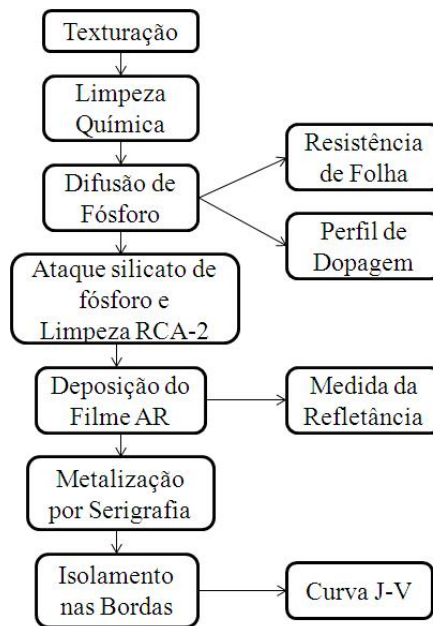 Texturação
Limpeza
Química
Difusão de
Fósforo
Resistência
de Folha
Perfil de
Dopagem
Ataque silicato de
fósforo e
Limpeza RCA-2
Deposição do
Filme AR
Medida da
Refletância
Metalização
por Serigrafia
Isolamento
nas Bordas
Curva J-V